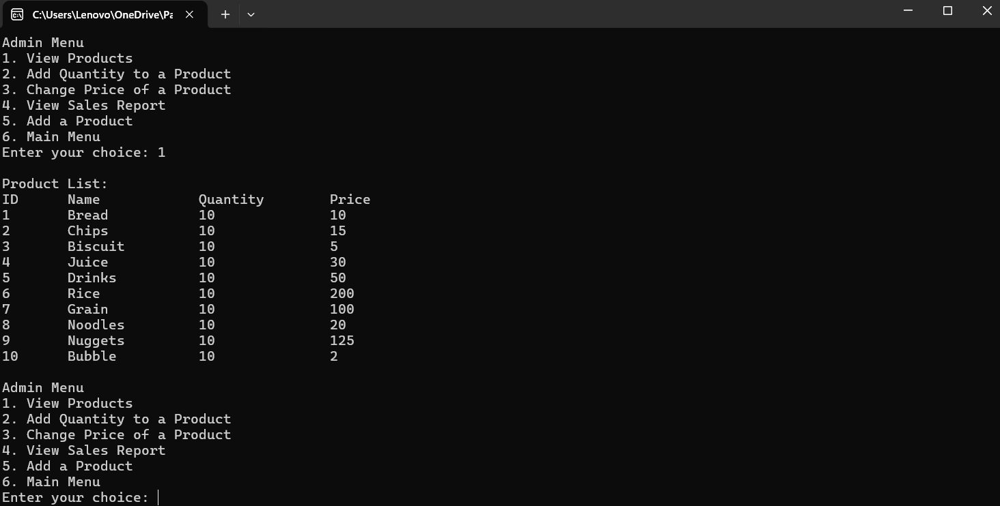 C:\Users\Lenovo\OneDrive\Pa
Admin Menu
1. View Products
2. Add Quantity to a Product
3. Change Price of a Product
4. View Sales Report
5. Add a Product
6. Main Menu
Enter your choice: 1
Product List:
ID Name Quantity Price
1 Bread 10 10
2 Chips 10 15
3 Biscuit 10 5
4 Juice 10 30
5 Drinks 10 50
6 Rice 10 200
7 Grain 10 100
8 Noodles 10 20
9 Nuggets 10 125
10 Bubble 10 2
Admin Menu
1. View Products
2. Add Quantity to a Product
3. Change Price of a Product
4. View Sales Report
5. Add a Product
6. Main Menu
Enter your choice: